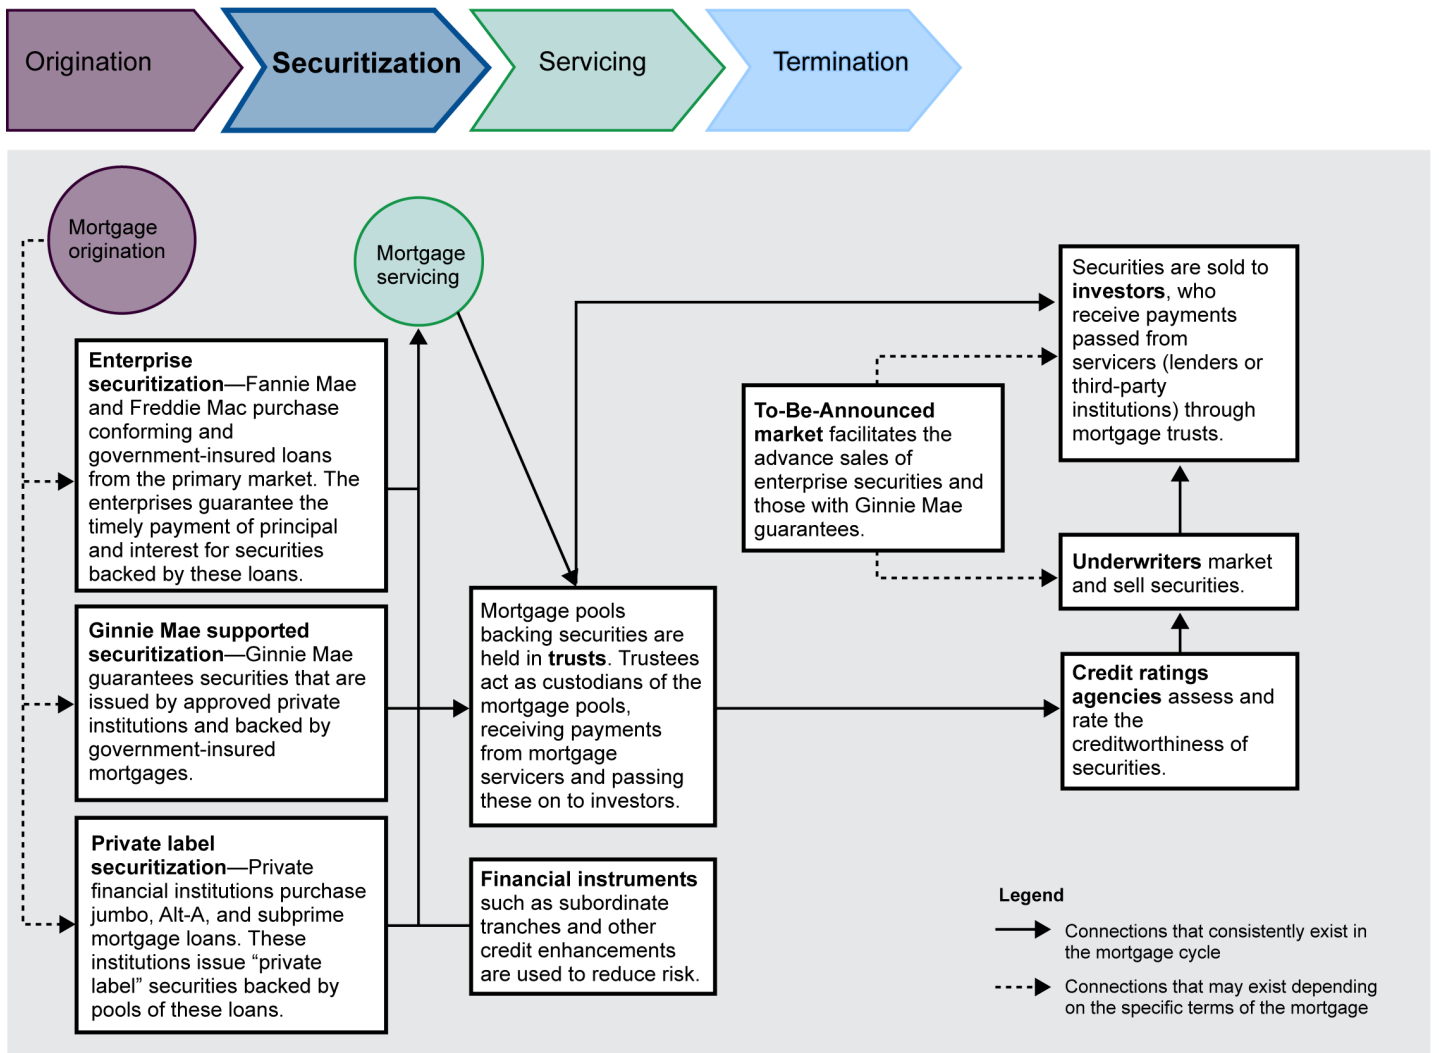 Origination
Securitization
Servicing
Termination
Mortgage
origination
Mortgage
servicing
Enterprise
securitization—Fannie Mae
and Freddie Mac purchase
conforming and
government-insured loans
from the primary market. The
enterprises guarantee the
timely payment of principal
and interest for securities
backed by these loans.
Ginnie Mae supported
securitization—Ginnie Mae
guarantees securities that are
issued by approved private
institutions and backed by
government-insured
mortgages.
Private label
securitization—Private
financial institutions purchase
jumbo, Alt-A, and subprime
mortgage loans. These
institutions issue “private
label” securities backed by
pools of these loans.
Mortgage pools
backing securities are
held in trusts. Trustees
act as custodians of the
mortgage pools,
receiving payments
from mortgage
servicers and passing
these on to investors.
Financial instruments
such as subordinate
tranches and other
credit enhancements
are used to reduce risk.
To-Be-Announced
market facilitates the
advance sales of
enterprise securities and
those with Ginnie Mae
guarantees.
Securities are sold to
investors, who
receive payments
passed from
servicers (lenders or
third-party
institutions) through
mortgage trusts.
Underwriters market
and sell securities.
Credit ratings
agencies assess and
rate the
creditworthiness of
securities.
Legend
Connections that consistently exist in
the mortgage cycle
Connections that may exist depending
on the specific terms of the mortgage